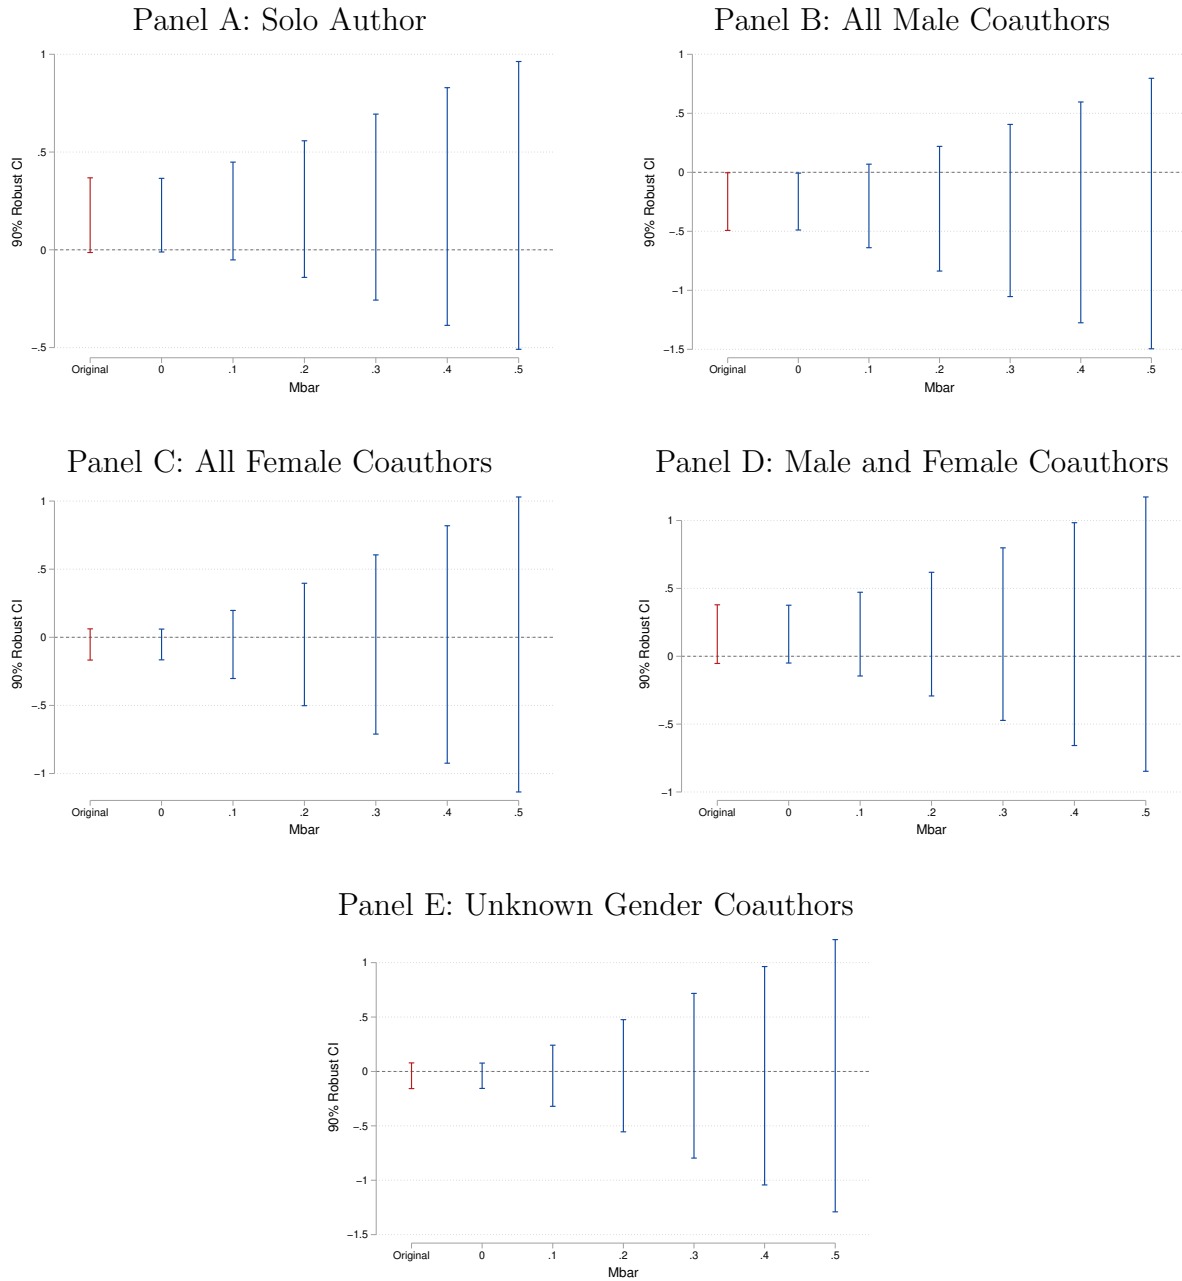 Panel A: Solo Author
1
.5
0
−.5
90% Robust CI
Original 0 .1 .2 .3 .4 .5
Mbar
Panel B: All Male Coauthors
1
.5
0
−.5
−1
−1.5
90% Robust CI
Original 0 .1 .2 .3 .4 .5
Mbar
Panel C: All Female Coauthors
1
.5
0
−.5
−1
90% Robust CI
Original 0 .1 .2 .3 .4 .5
Mbar
Panel D: Male and Female Coauthors
1
.5
0
−.5
−1
90% Robust CI
Original 0 .1 .2 .3 .4 .5
Mbar
Panel E: Unknown Gender Coauthors
1
.5
0
−.5
−1
−1.5
90% Robust CI
Original 0 .1 .2 .3 .4 .5
Mbar